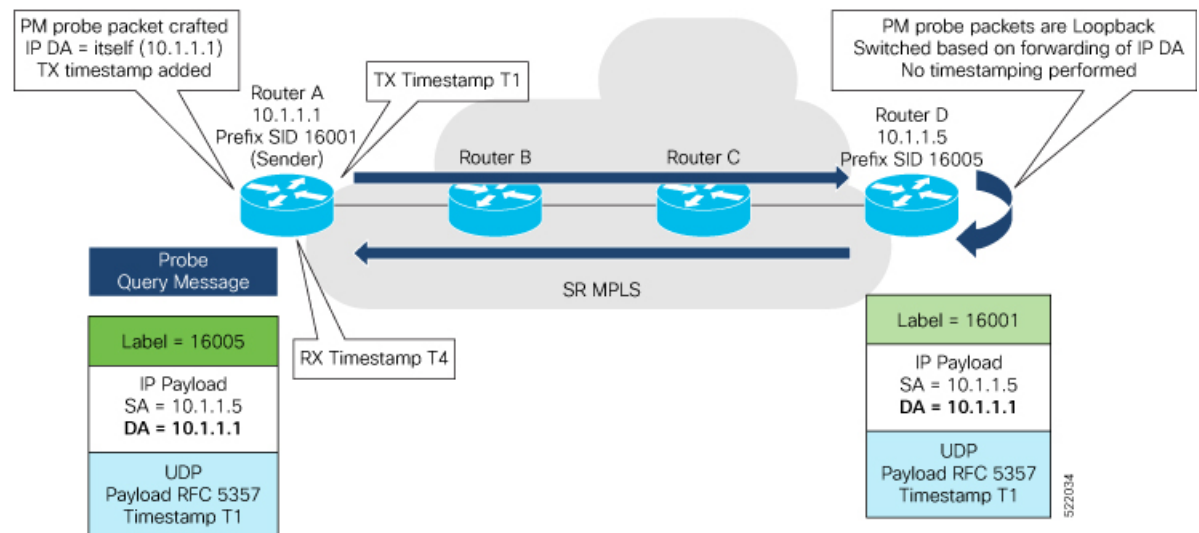 PM probe packet crafted
IP DA = itself (10.1.1.1)
TX timestamp added
TX Timestamp T1
PM probe packets are Loopback
Switched based on forwarding of IP DA
No timestamping performed
Router A
10.1.1.1
Prefix SID 16001
(Sender)
Router B
Router C
Router D
10.1.1.5
Prefix SID 16005
Probe
Query Message
SR MPLS
RX Timestamp T4
Label = 16005
IP Payload
SA = 10.1.1.5
DA = 10.1.1.1
UDP
Payload RFC 5357
Timestamp T1
Label = 16001
IP Payload
SA = 10.1.1.5
DA = 10.1.1.1
UDP
Payload RFC 5357
Timestamp T1
522034